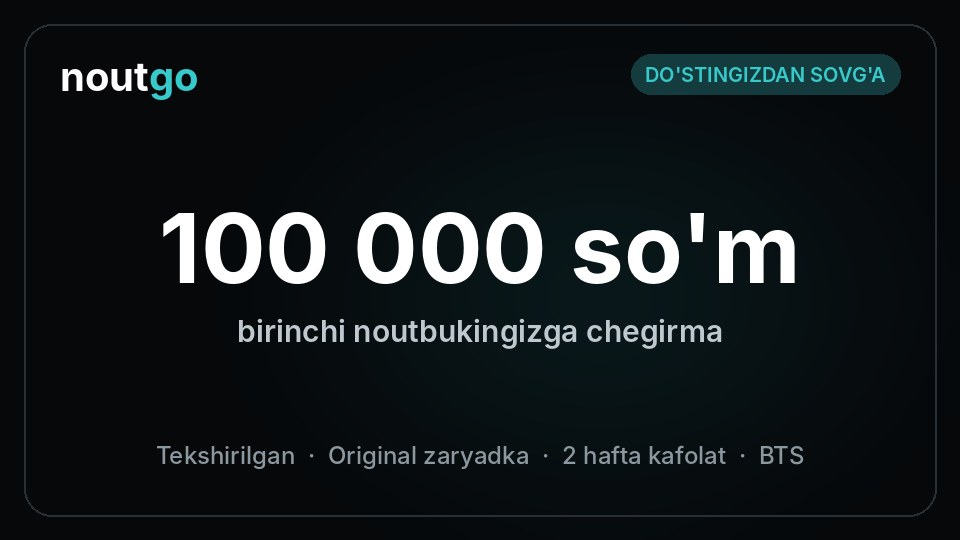 noutgo
DO'STINGIZDAN SOVG'A
100 000 so'm
birinchi noutbukingizga chegirma
Tekshirilgan · Original zaryadka · 2 hafta kafolat · BTS